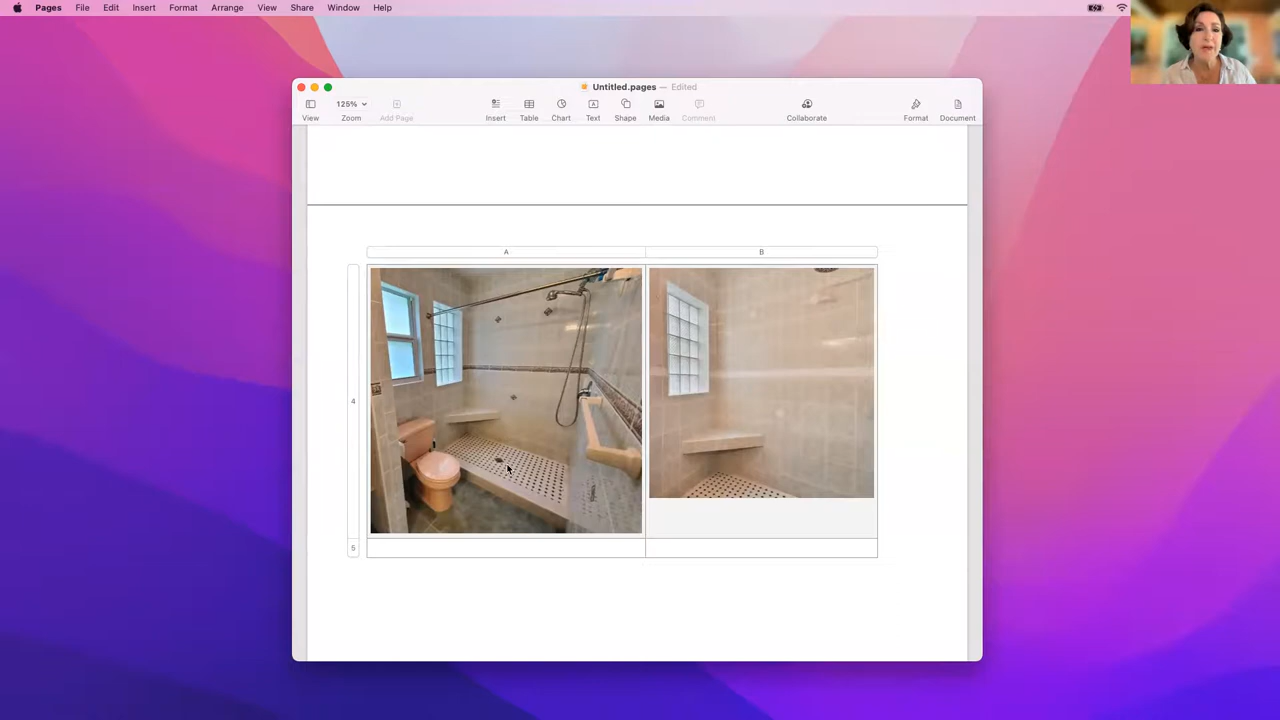 Pages File Edit Insert Format Arrange View Share Window Help
Untitled.pages — Edited
125%
View Zoom Add Page Insert Table Chart Text Shape Media Comment Collaborate Format Document
A B
4
5